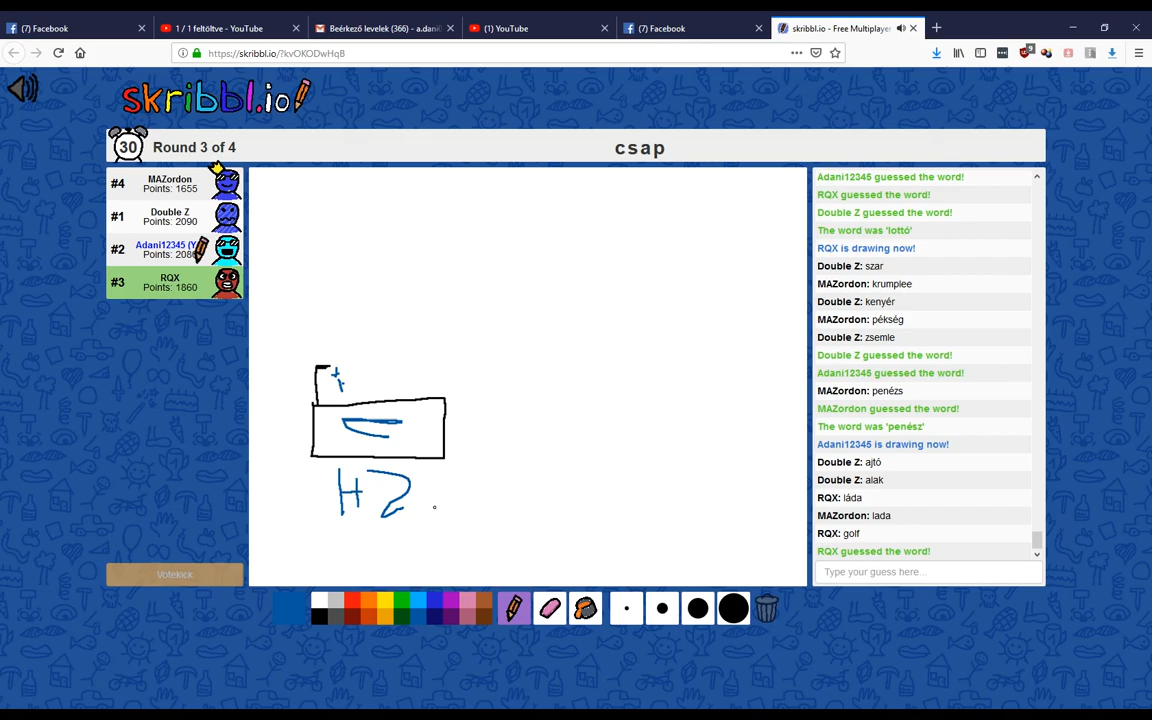 (7) Facebook
1 / 1 feltöltve - YouTube
Beérkező levelek (366) - a.dani
(1) YouTube
(7) Facebook
skribbl.io - Free Multiplayer
https://skribbl.io/?kvOKODwHqB
9
skribbl.io
30
Round 3 of 4
csap
#4
MAZordon
Points: 1655
#1
Double Z
Points: 2090
#2
Adani12345 (Y
Points: 2086
#3
RQX
Points: 1860
Votekick
H2
Adani12345 guessed the word!
RQX guessed the word!
Double Z guessed the word!
The word was 'lottó'
RQX is drawing now!
Double Z: szar
MAZordon: krumplee
Double Z: kenyér
MAZordon: pékség
Double Z: zsemle
Double Z guessed the word!
Adani12345 guessed the word!
MAZordon: penézs
MAZordon guessed the word!
The word was 'penész'
Adani12345 is drawing now!
Double Z: ajtó
Double Z: alak
RQX: láda
MAZordon: lada
RQX: golf
RQX guessed the word!
Type your guess here...